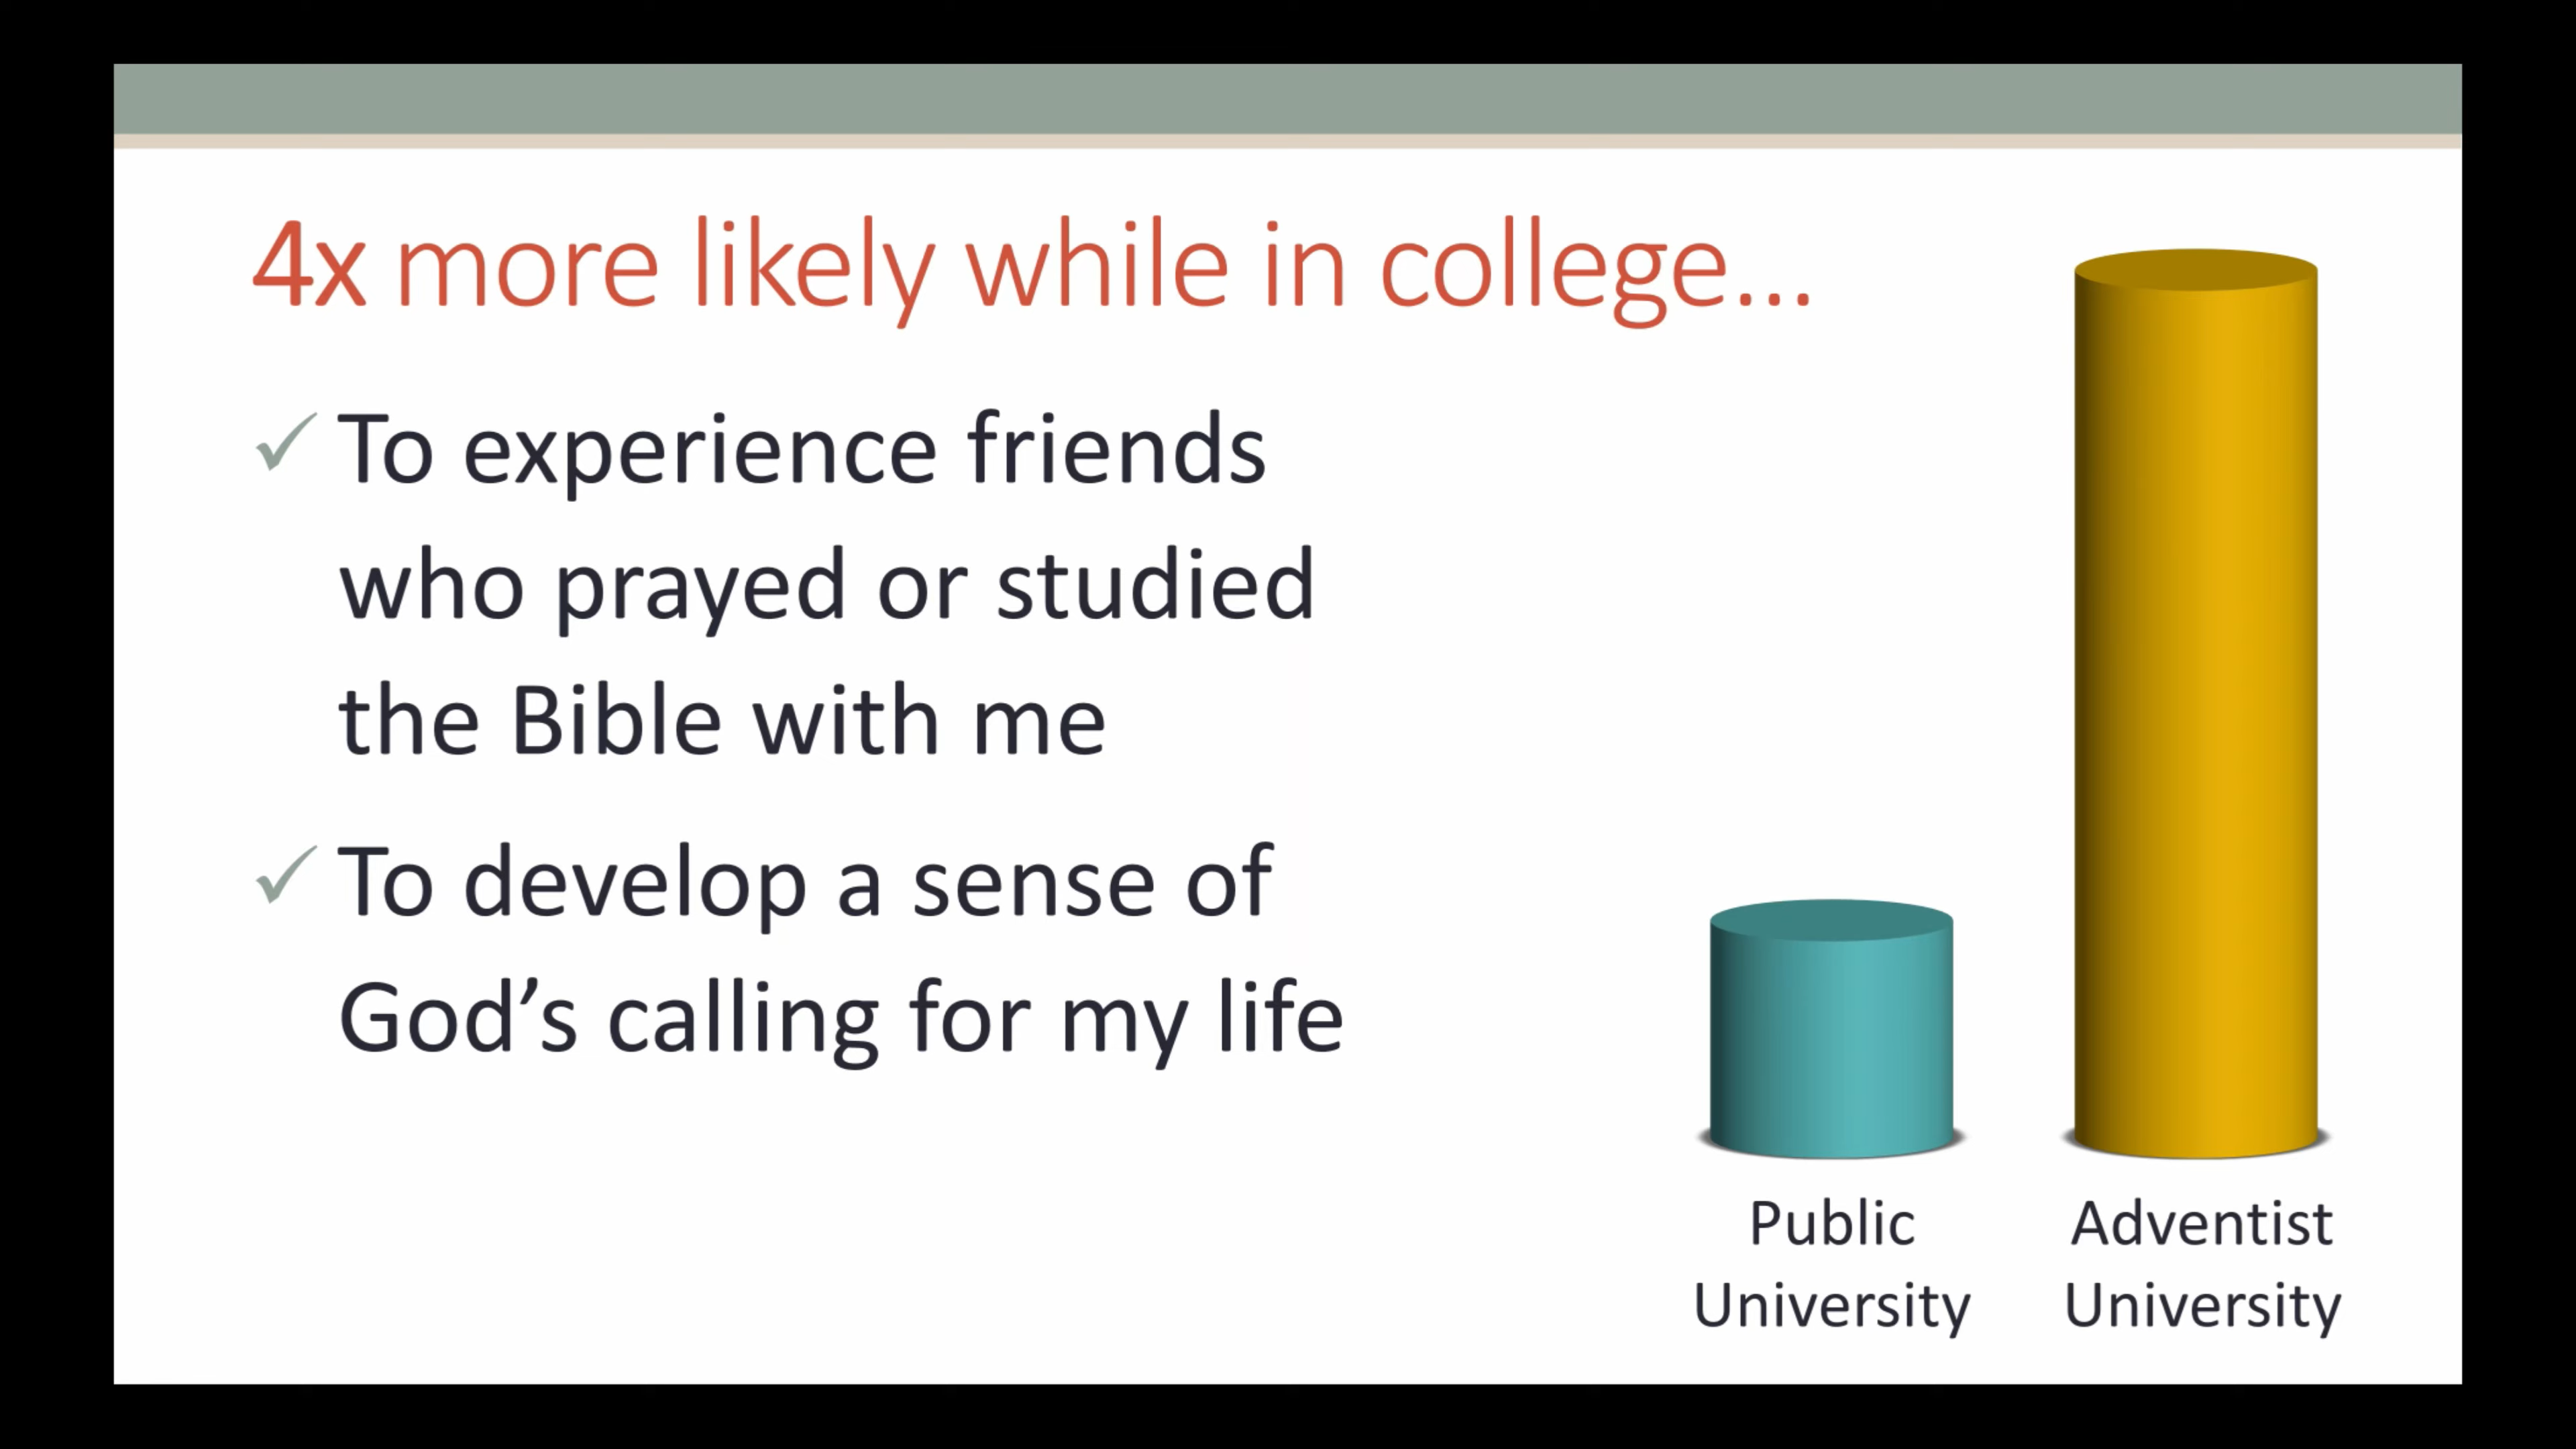 4x more likely while in college...
To experience friends
who prayed or studied
the Bible with me
To develop a sense of
God’s calling for my life
Public
University
Adventist
University